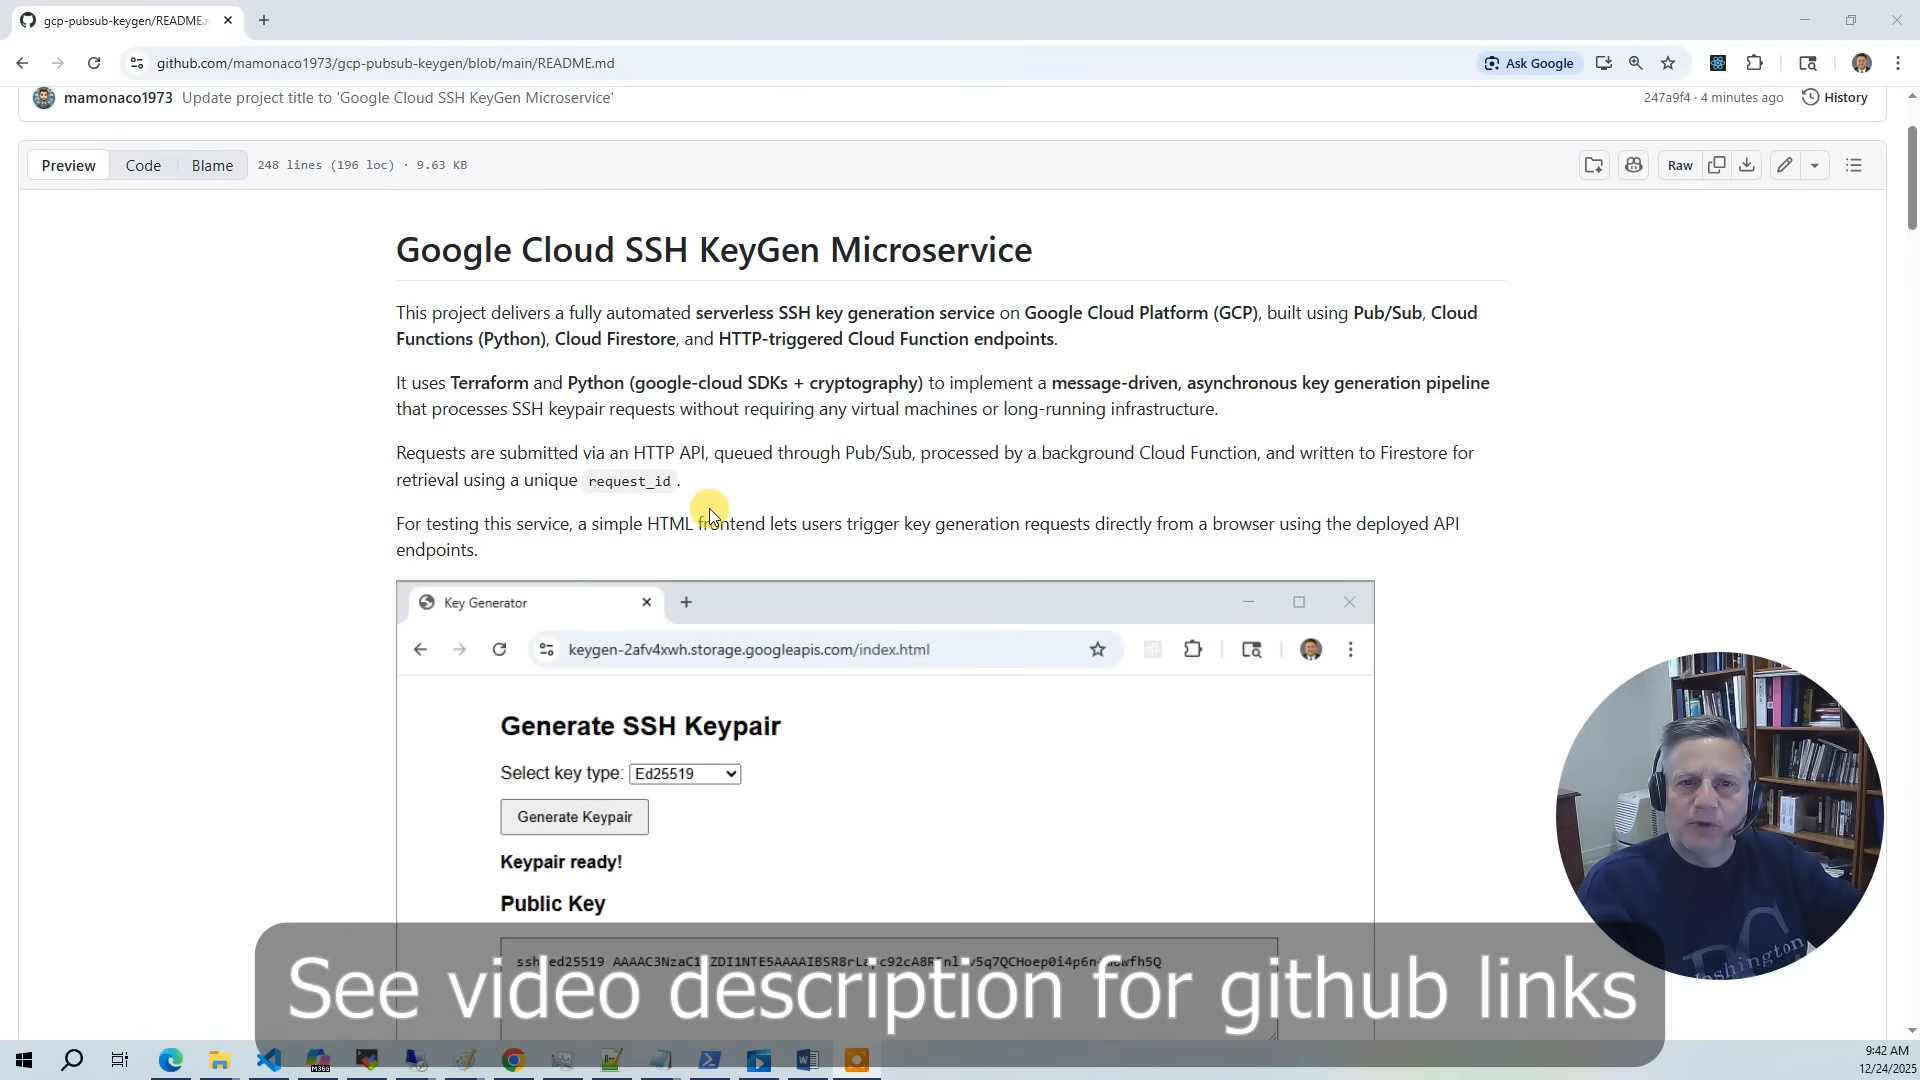 gcp-pubsub-keygen/README.m
github.com/mamonaco1973/gcp-pubsub-keygen/blob/main/README.md
Ask Google
mamonaco1973 Update project title to 'Google Cloud SSH KeyGen Microservice'
247a9f4 · 4 minutes ago
History
Preview
Code
Blame
248 lines (196 loc) · 9.63 KB
Raw
Google Cloud SSH KeyGen Microservice
This project delivers a fully automated serverless SSH key generation service on Google Cloud Platform (GCP), built using Pub/Sub, Cloud
Functions (Python), Cloud Firestore, and HTTP-triggered Cloud Function endpoints.
It uses Terraform and Python (google-cloud SDKs + cryptography) to implement a message-driven, asynchronous key generation pipeline
that processes SSH keypair requests without requiring any virtual machines or long-running infrastructure.
Requests are submitted via an HTTP API, queued through Pub/Sub, processed by a background Cloud Function, and written to Firestore for
retrieval using a unique request_id.
For testing this service, a simple HTML frontend lets users trigger key generation requests directly from a browser using the deployed API
endpoints.
Key Generator
keygen-2afv4xwh.storage.googleapis.com/index.html
Generate SSH Keypair
Select key type: Ed25519
Generate Keypair
Keypair ready!
Public Key
See video description for github links
Washington
M365
9:42 AM
12/24/2025